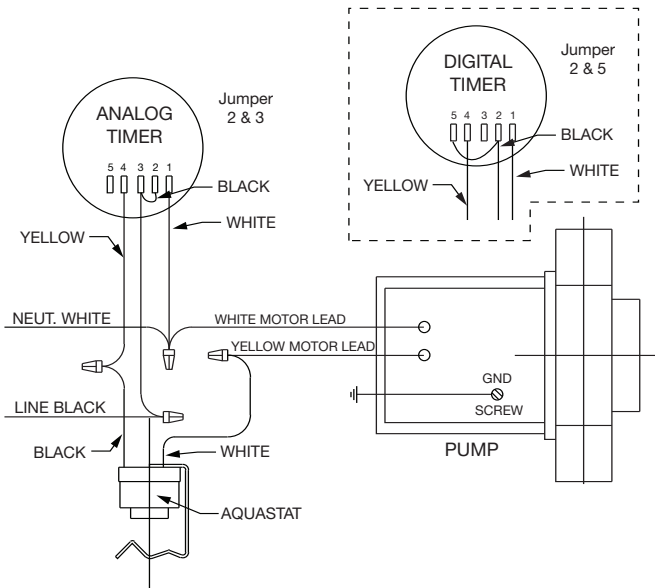 ANALOG
TIMER
Jumper
2 & 3
5 4 3 2 1
BLACK
WHITE
YELLOW
DIGITAL
TIMER
Jumper
2 & 5
5 4 3 2 1
BLACK
WHITE
YELLOW
NEUT. WHITE
WHITE MOTOR LEAD
YELLOW MOTOR LEAD
LINE BLACK
BLACK
WHITE
AQUASTAT
GND
SCREW
PUMP